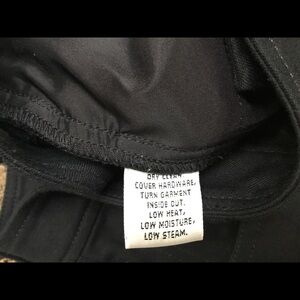 DRY CLEAN
COVER HARDWARE,
TURN GARMENT
INSIDE OUT.
LOW HEAT,
LOW MOISTURE,
LOW STEAM.